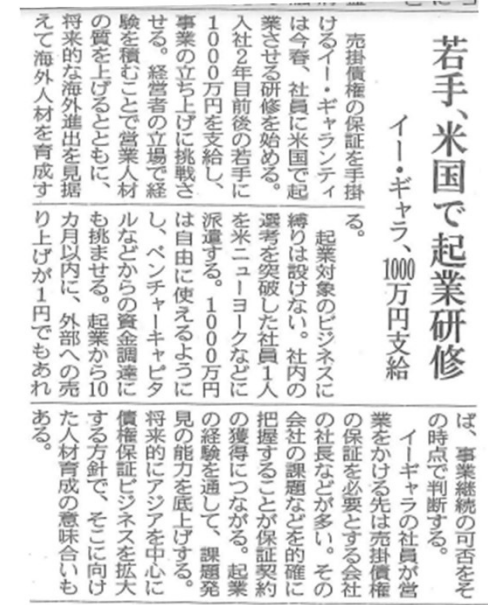 若手、米国で起業研修
イー・ギャラ、1000万円支給
売掛債権の保証を手掛
けるイー・ギャランティ
は今春、社員に米国で起
業させる研修を始める。
入社2年目前後の若手に
1000万円を支給し、
事業の立ち上げに挑戦さ
せる。経営者の立場で経
験を積むことで営業人材
の質を上げるとともに、
将来的な海外進出を見据
えて海外人材を育成す
る。
起業対象のビジネスに
縛りは設けない。社内の
選考を突破した社員1人
を米ニューヨークなどに
派遣する。1000万円
は自由に使えるように
し、ベンチャーキャピタ
ルなどからの資金調達に
も挑ませる。起業から10
カ月以内に、外部への売
り上げが1円でもあれ
ば、事業継続の可否をそ
の時点で判断する。
イーギャラの社員が営
業をかける先は売掛債権
の保証を必要とする会社
の社長などが多い。その
会社の課題などを的確に
把握することが保証契約
の獲得につながる。起業
の経験を通して、課題発
見の能力を底上げする。
将来的にアジアを中心に
債権保証ビジネスを拡大
する方針で、そこに向け
た人材育成の意味合いも
ある。